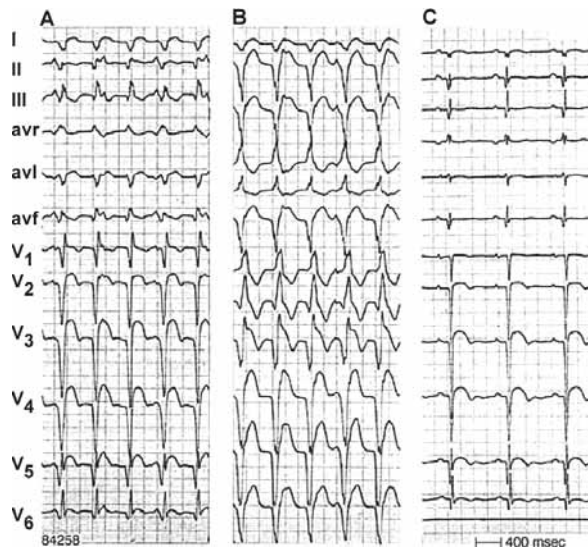 A B C
I
II
III
avr
avl
avf
V1
V2
V3
V4
V5
V6
84258
400 msec